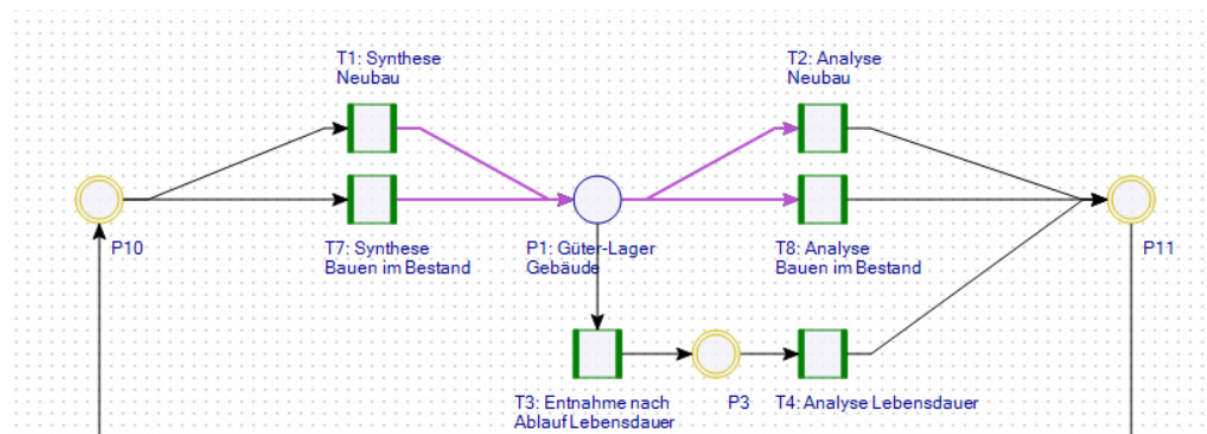 T1: Synthese
Neubau
T2: Analyse
Neubau
P10
T7: Synthese
Bauen im Bestand
P1: Güter-Lager
Gebäude
T8: Analyse
Bauen im Bestand
P11
T3: Entnahme nach
Ablauf Lebensdauer
P3
T4: Analyse Lebensdauer